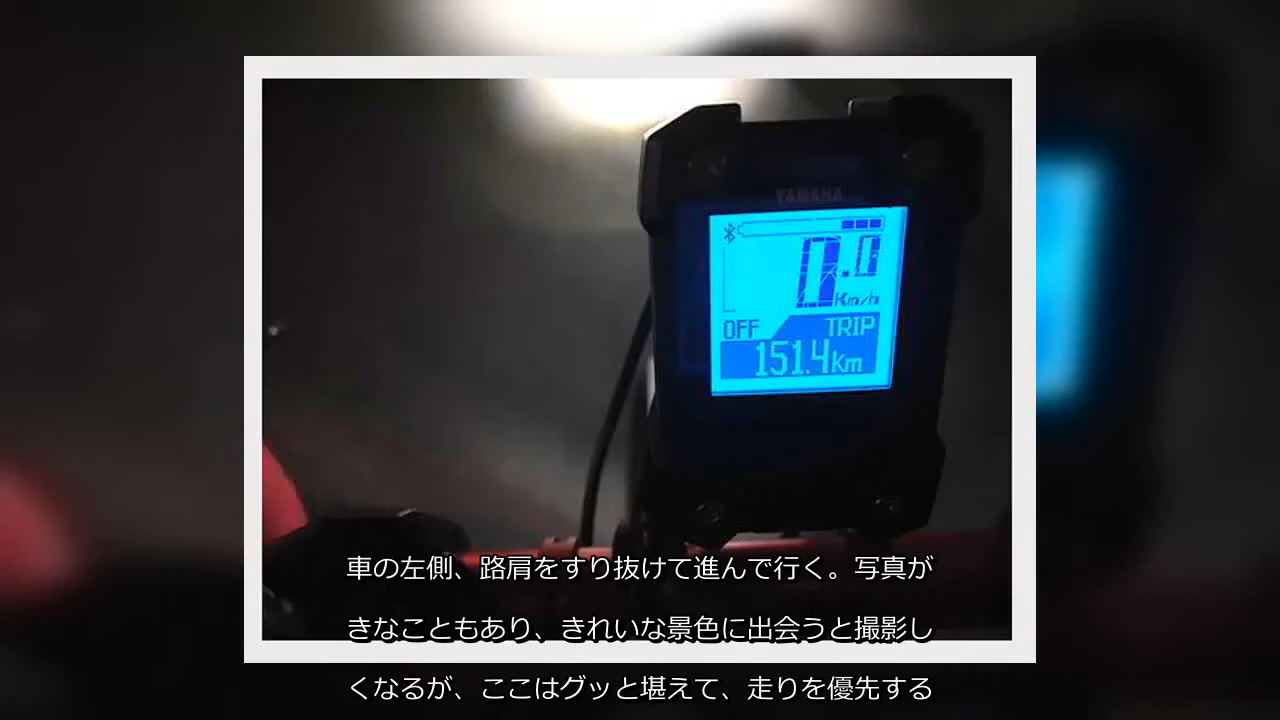 YAMAHA
0.0
Km/h
OFF TRIP
151.4Km
車の左側、路肩をすり抜けて進んで行く。写真が
きなこともあり、きれいな景色に出会うと撮影し
くなるが、ここはグッと堪えて、走りを優先する